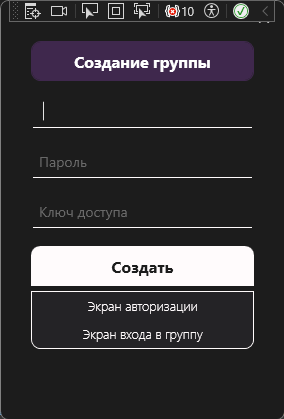 10
Создание группы
Пароль
Ключ доступа
Создать
Экран авторизации
Экран входа в группу